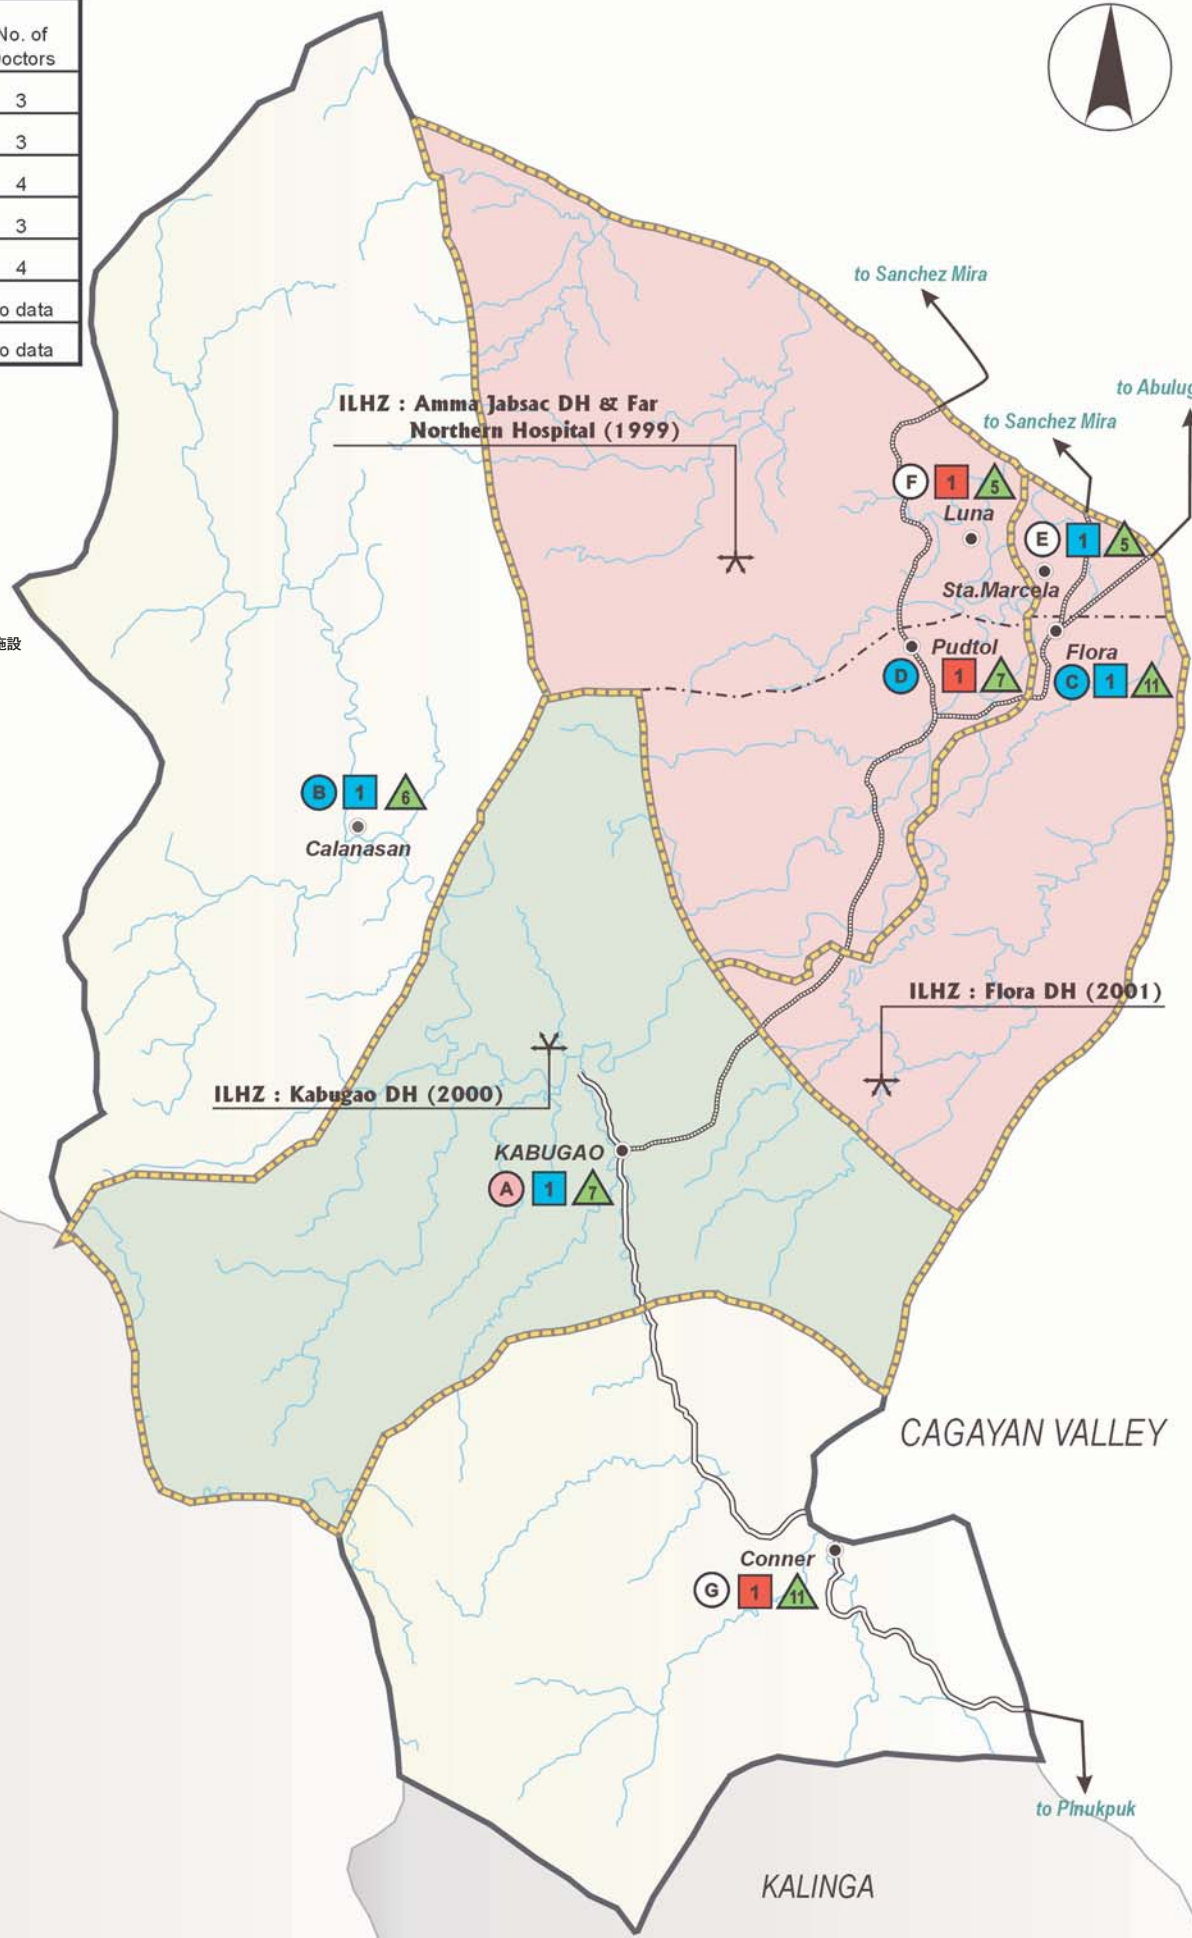 No. of
Doctors
3
3
4
3
4
o data
o data
施設
to Sanchez Mira
to Abulug
to Sanchez Mira
ILHZ : Amma Jabsac DH & Far
Northern Hospital (1999)
F 1 5
Luna
E 1 5
Sta.Marcela
Pudtol
D 1 7
Flora
C 1 11
B 1 6
Calanasan
ILHZ : Flora DH (2001)
ILHZ : Kabugao DH (2000)
KABUGAO
A 1 7
CAGAYAN VALLEY
Conner
G 1 11
to Pinukpuk
KALINGA